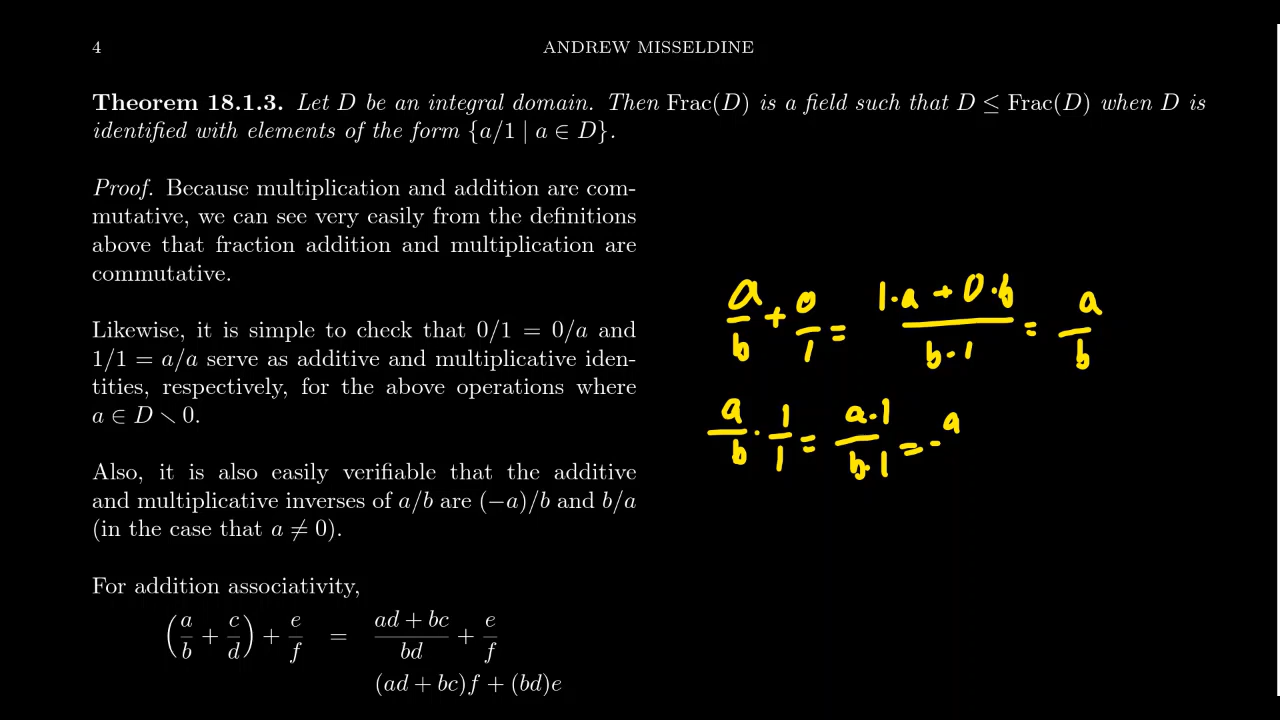 4 ANDREW MISSELDINE
Theorem 18.1.3. Let D be an integral domain. Then Frac(D) is a field such that D ≤ Frac(D) when D is
identified with elements of the form {a/1 | a ∈ D}.
Proof. Because multiplication and addition are com-
mutative, we can see very easily from the definitions
above that fraction addition and multiplication are
commutative.
Likewise, it is simple to check that 0/1 = 0/a and
1/1 = a/a serve as additive and multiplicative iden-
tities, respectively, for the above operations where
a ∈ D ∖ 0.
Also, it is also easily verifiable that the additive
and multiplicative inverses of a/b are (−a)/b and b/a
(in the case that a ≠ 0).
For addition associativity,
(a/b + c/d) + e/f = (ad + bc)/bd + e/f
(ad + bc)f + (bd)e
a/b + 0/1 = (1·a + 0·b)/(b·1) = a/b
a/b · 1/1 = (a·1)/(b·1) = a